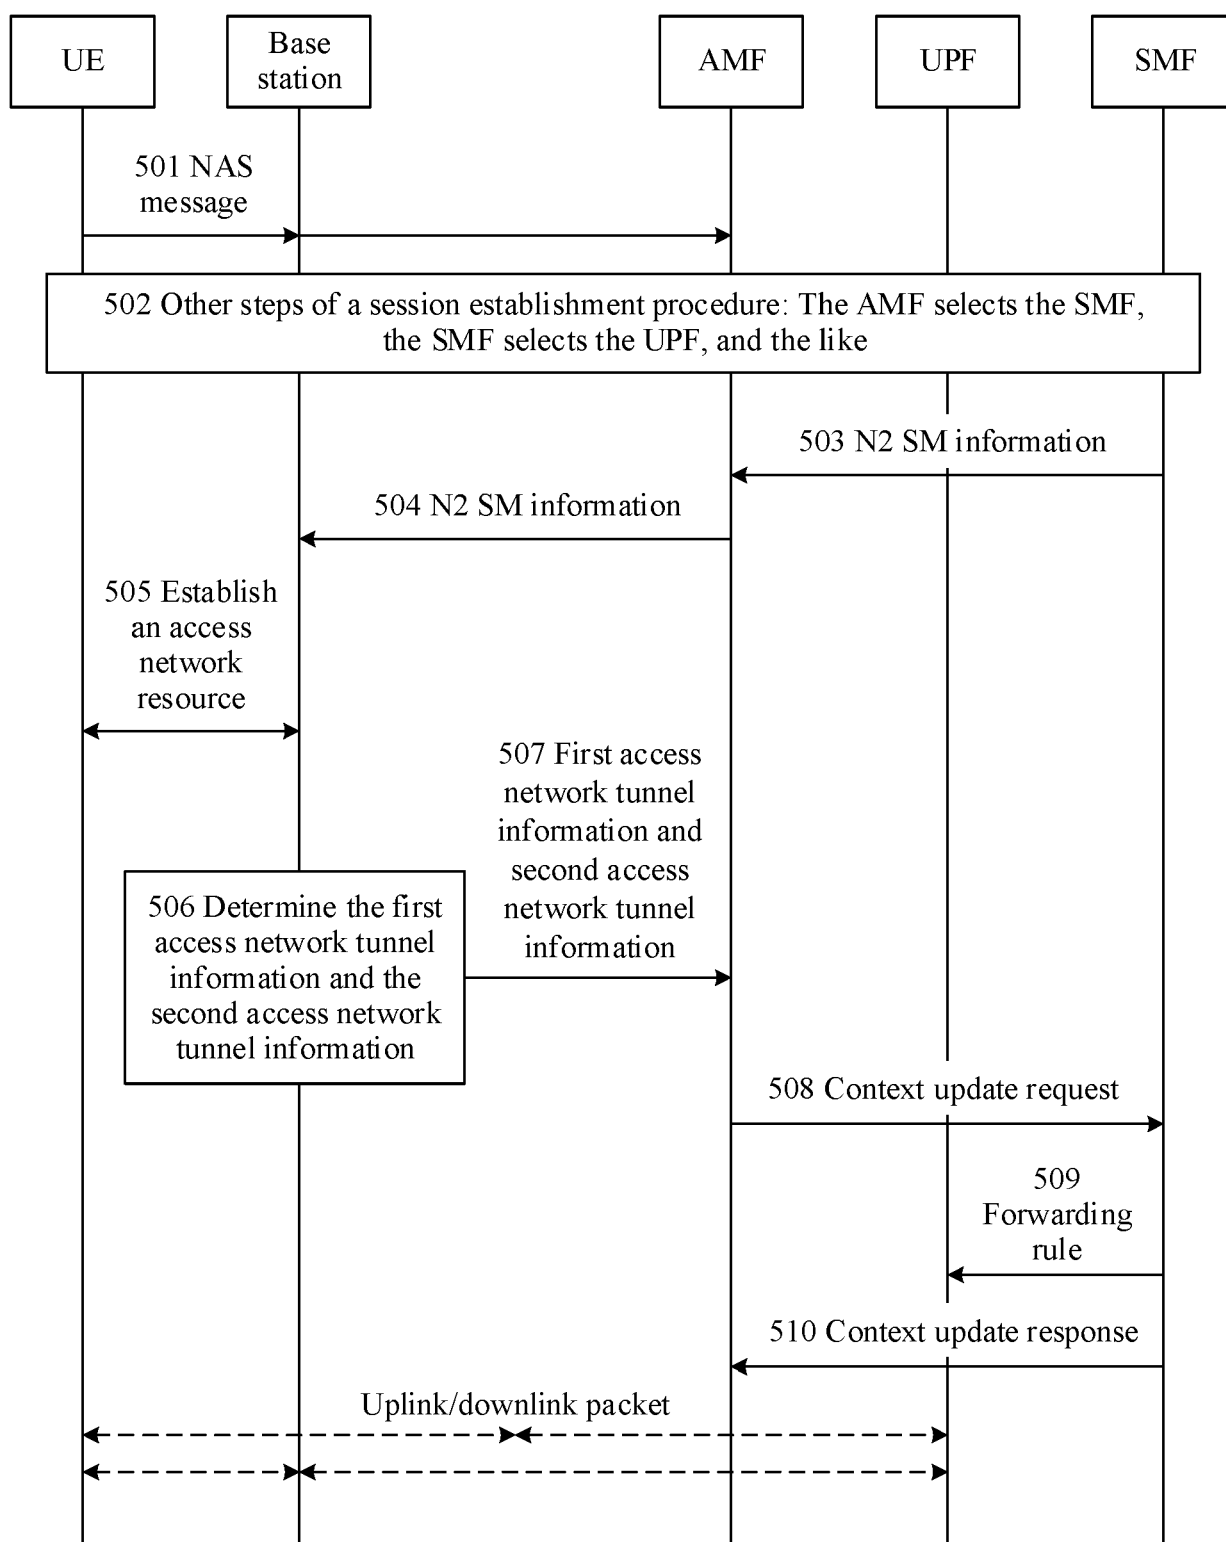 UE
Base
station
AMF
UPF
SMF
501 NAS
message
502 Other steps of a session establishment procedure: The AMF selects the SMF,
the SMF selects the UPF, and the like
503 N2 SM information
504 N2 SM information
505 Establish
an access
network
resource
506 Determine the first
access network tunnel
information and the
second access network
tunnel information
507 First access
network tunnel
information and
second access
network tunnel
information
508 Context update request
509
Forwarding
rule
510 Context update response
Uplink/downlink packet